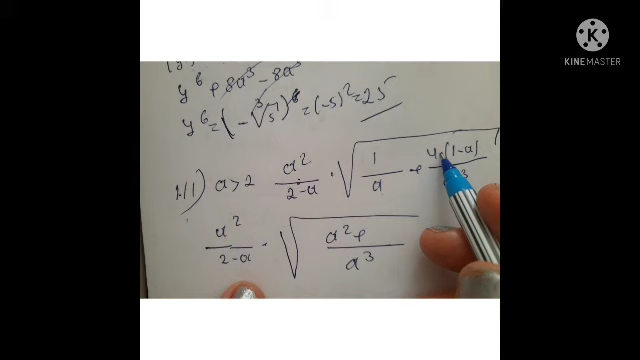 y⁶ + 8a³ − 8a³
y⁶ = (−∛5)⁶ = (−5)² = 25
a > 2 a²/(2−a) · √(1/a + 4(1−a)/a³)
a²/(2−a) · √(a² + /a³)
KINEMASTER